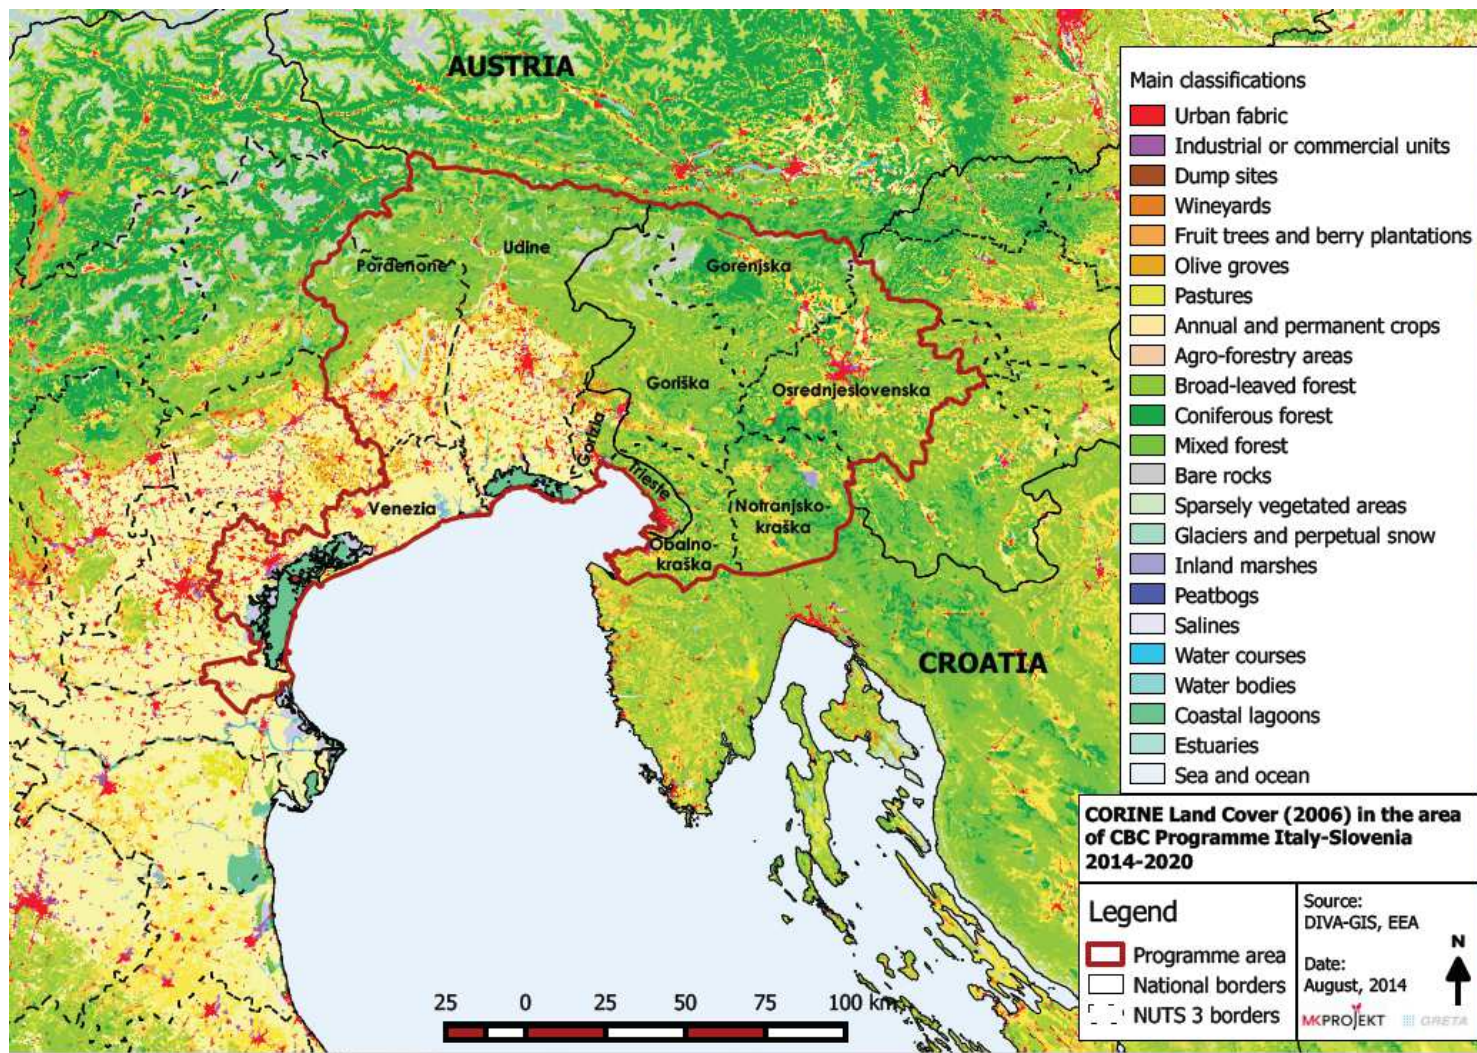 AUSTRIA
Udine
Pordenone
Gorenjska
Goriška
Osrednjeslovenska
Gorizia
Trieste
Venezia
Notranjsko-
kraška
Obalno-
kraška
CROATIA
Main classifications
Urban fabric
Industrial or commercial units
Dump sites
Wineyards
Fruit trees and berry plantations
Olive groves
Pastures
Annual and permanent crops
Agro-forestry areas
Broad-leaved forest
Coniferous forest
Mixed forest
Bare rocks
Sparsely vegetated areas
Glaciers and perpetual snow
Inland marshes
Peatbogs
Salines
Water courses
Water bodies
Coastal lagoons
Estuaries
Sea and ocean
CORINE Land Cover (2006) in the area
of CBC Programme Italy-Slovenia
2014-2020
Legend
Programme area
National borders
NUTS 3 borders
Source:
DIVA-GIS, EEA
Date:
August, 2014
N
MKPROJEKT
GRETA
25 0 25 50 75 100 km